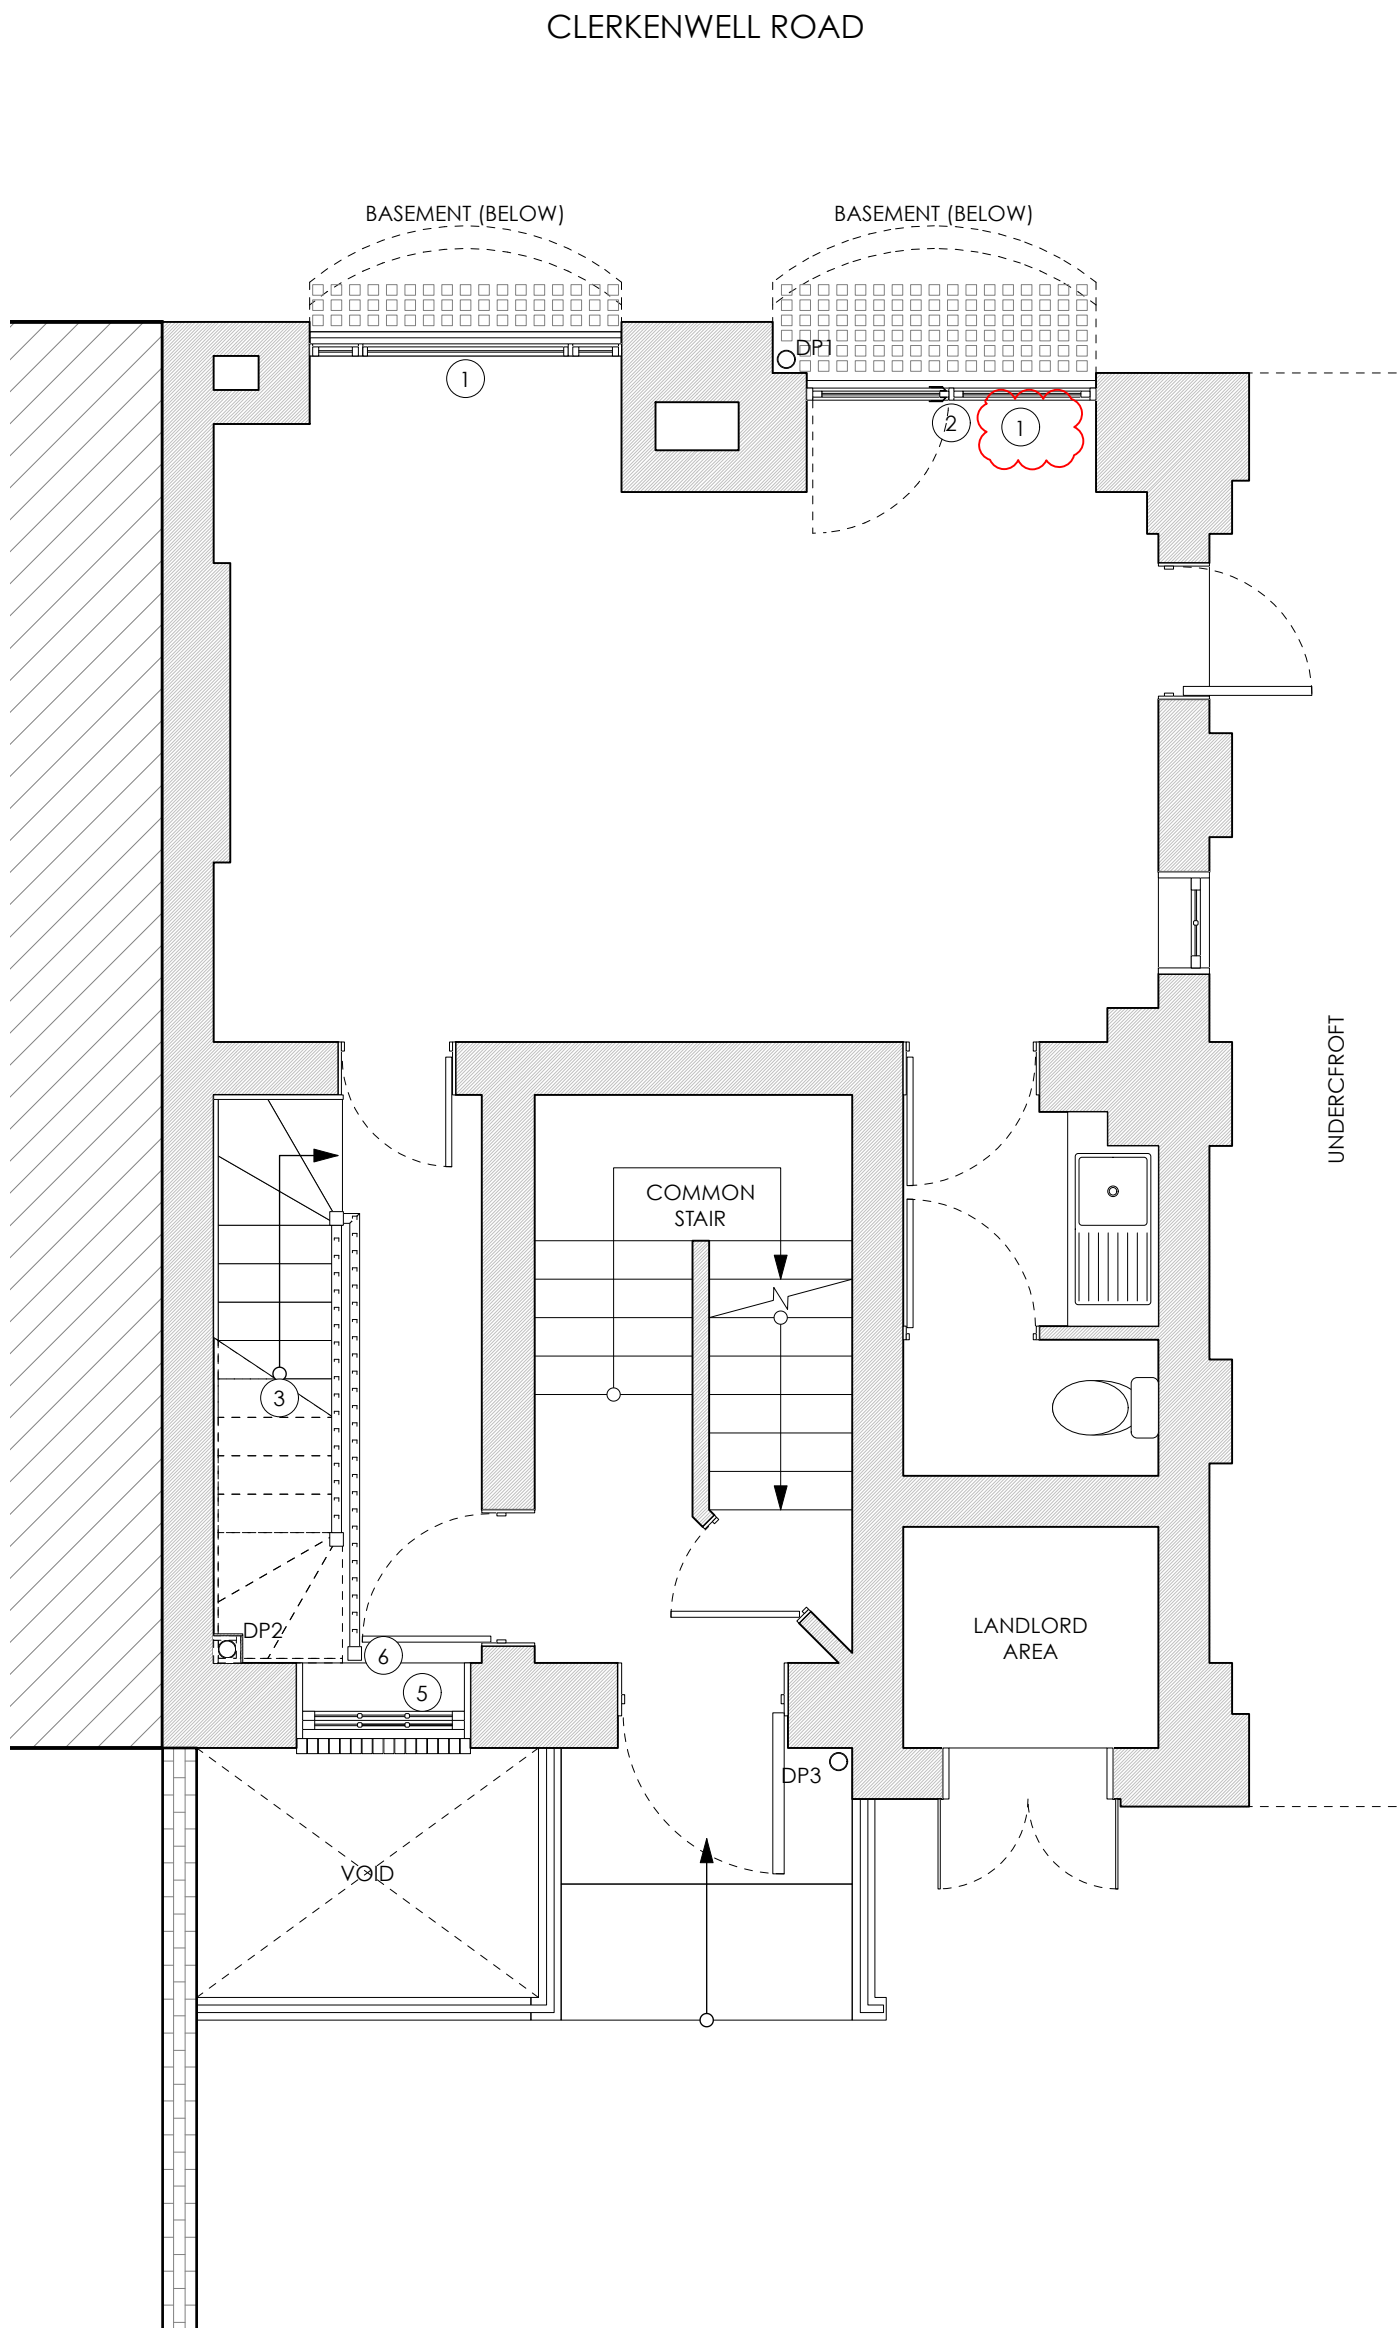 CLERKENWELL ROAD
BASEMENT (BELOW)
BASEMENT (BELOW)
DP1
1
2
1
UNDERCFROFT
COMMON
STAIR
3
DP2
6
5
LANDLORD
AREA
DP3
VOID